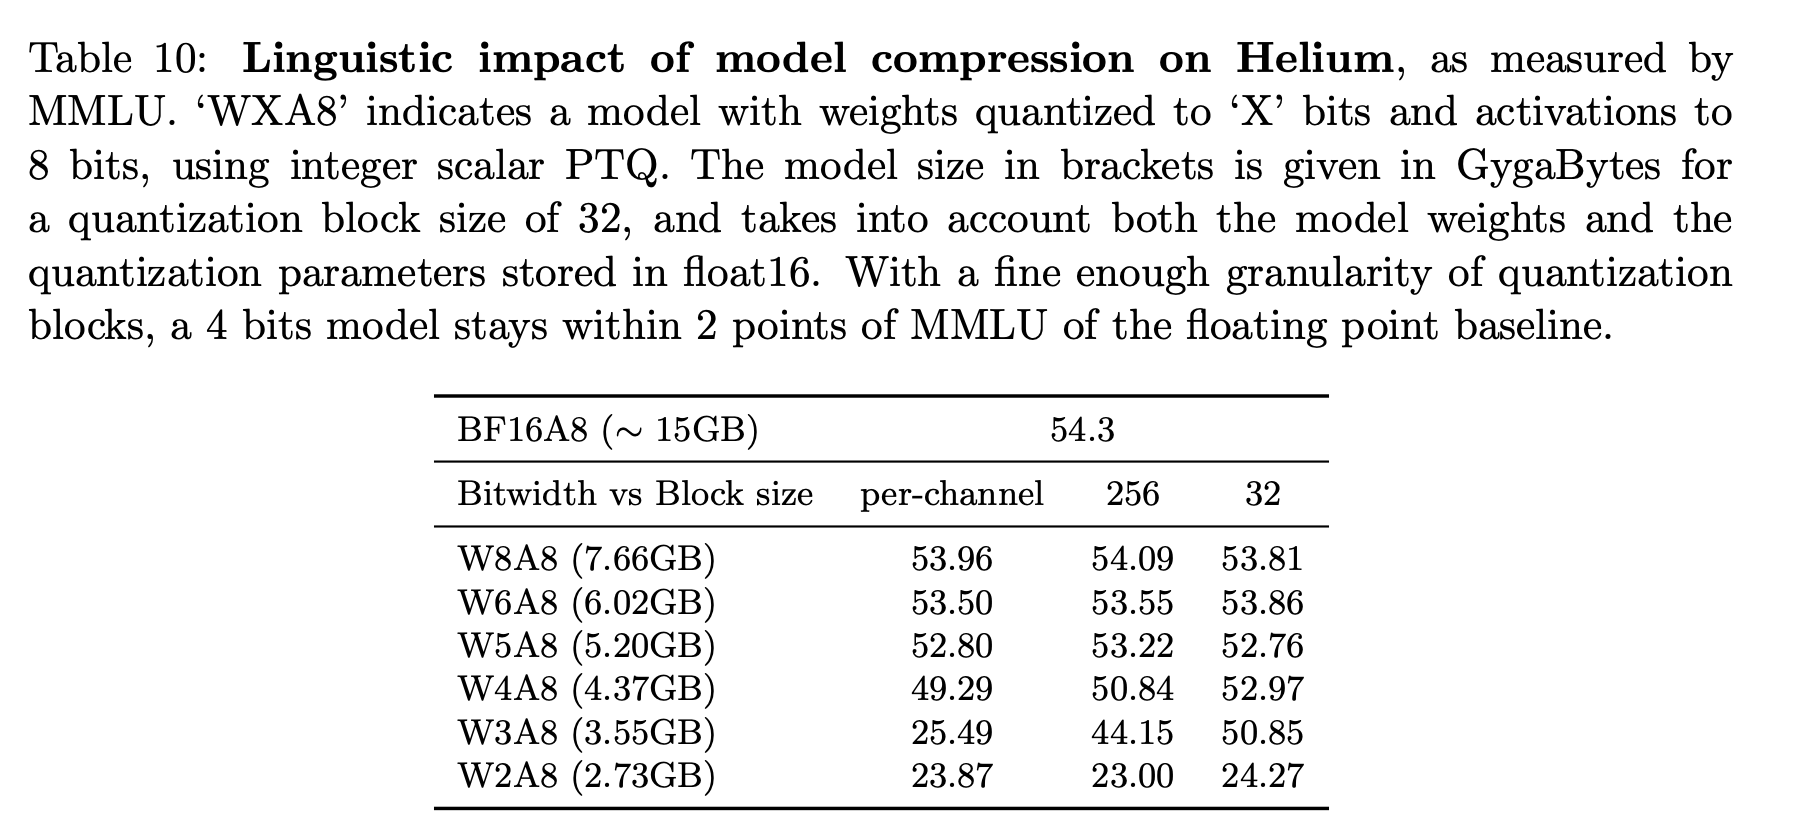 Table 10: Linguistic impact of model compression on Helium, as measured by
MMLU. ‘WXA8’ indicates a model with weights quantized to ‘X’ bits and activations to
8 bits, using integer scalar PTQ. The model size in brackets is given in GygaBytes for
a quantization block size of 32, and takes into account both the model weights and the
quantization parameters stored in float16. With a fine enough granularity of quantization
blocks, a 4 bits model stays within 2 points of MMLU of the floating point baseline.
BF16A8 (∼ 15GB) 54.3
Bitwidth vs Block size per-channel 256 32
W8A8 (7.66GB) 53.96 54.09 53.81
W6A8 (6.02GB) 53.50 53.55 53.86
W5A8 (5.20GB) 52.80 53.22 52.76
W4A8 (4.37GB) 49.29 50.84 52.97
W3A8 (3.55GB) 25.49 44.15 50.85
W2A8 (2.73GB) 23.87 23.00 24.27